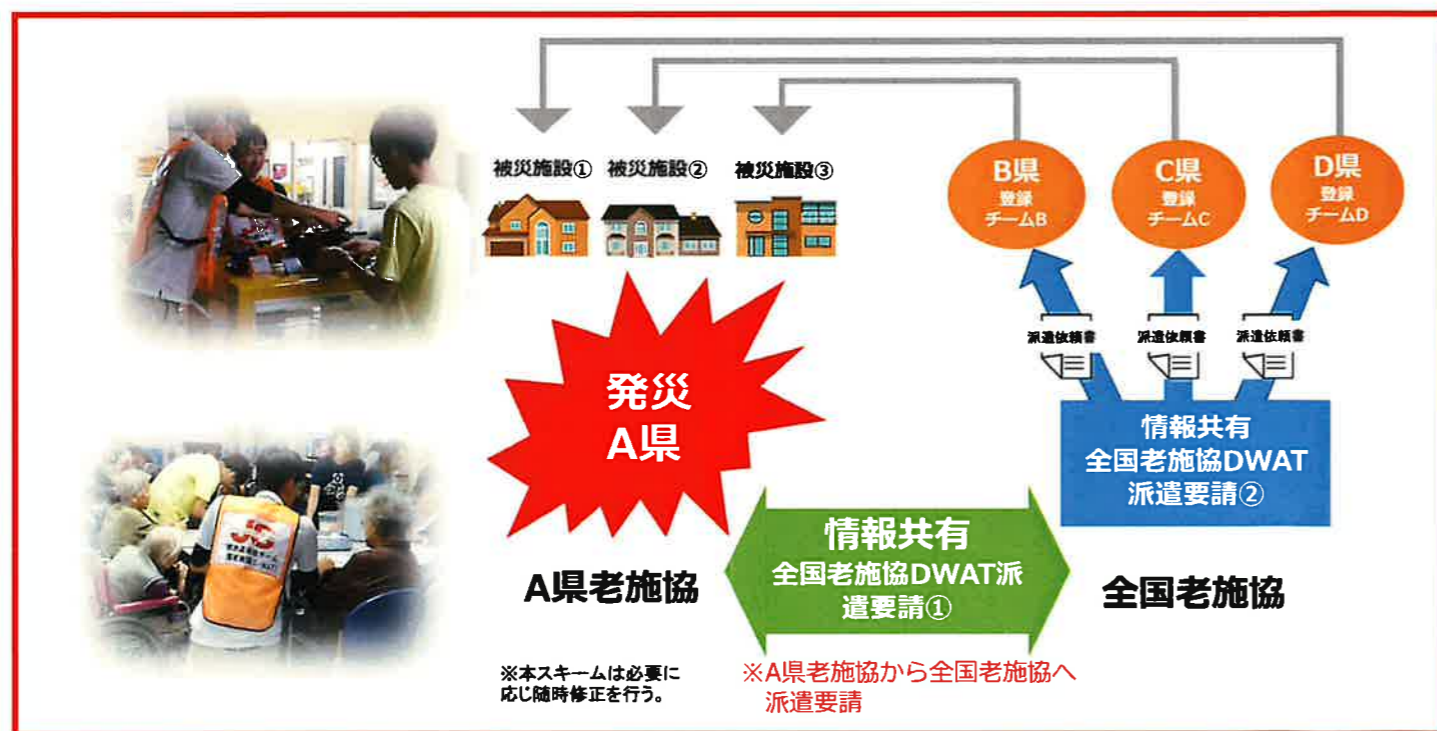 被災施設① 被災施設② 被災施設③
B県
登録
チームB
C県
登録
チームC
D県
登録
チームD
派遣依頼書 派遣依頼書 派遣依頼書
発災
A県
情報共有
全国老施協DWAT
派遣要請②
情報共有
全国老施協DWAT派
遣要請①
A県老施協
全国老施協
※本スキームは必要に
応じ随時修正を行う。
※A県老施協から全国老施協へ
派遣要請